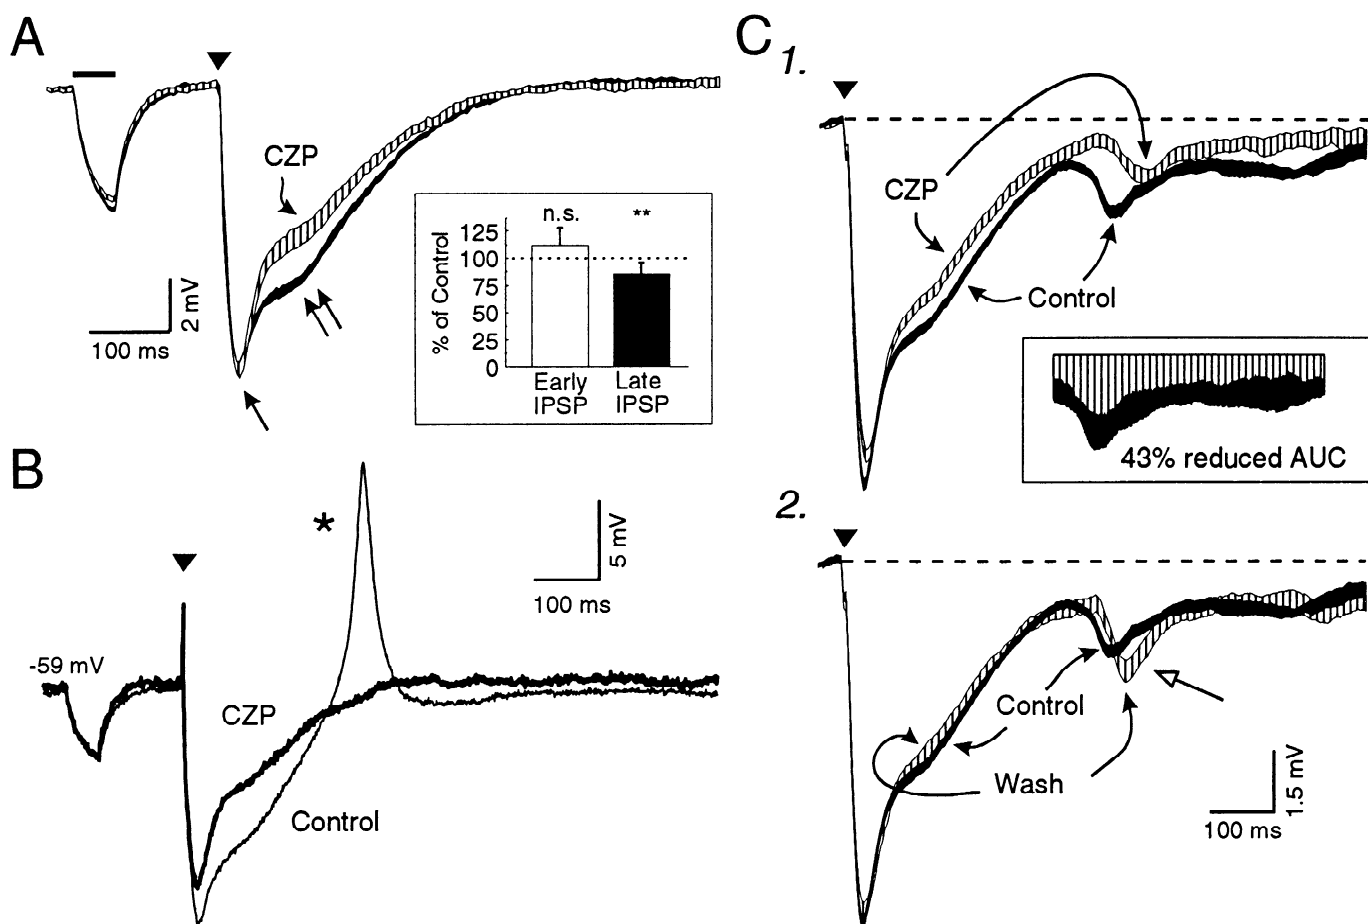 A
CZP
2 mV
100 ms
% of Control
125
100
75
50
25
0
n.s.
**
Early
IPSP
Late
IPSP
B
*
5 mV
100 ms
-59 mV
CZP
Control
C
1.
CZP
Control
43% reduced AUC
2.
Control
Wash
1.5 mV
100 ms